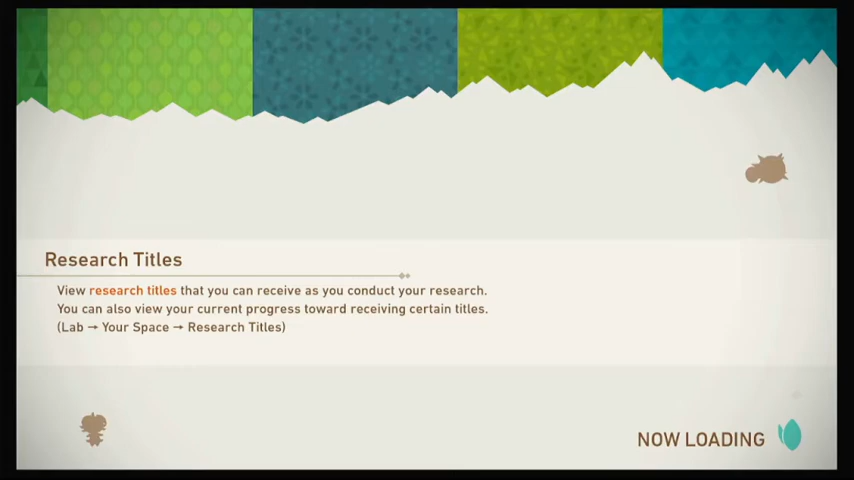 Research Titles
View research titles that you can receive as you conduct your research.
You can also view your current progress toward receiving certain titles.
(Lab → Your Space → Research Titles)
NOW LOADING